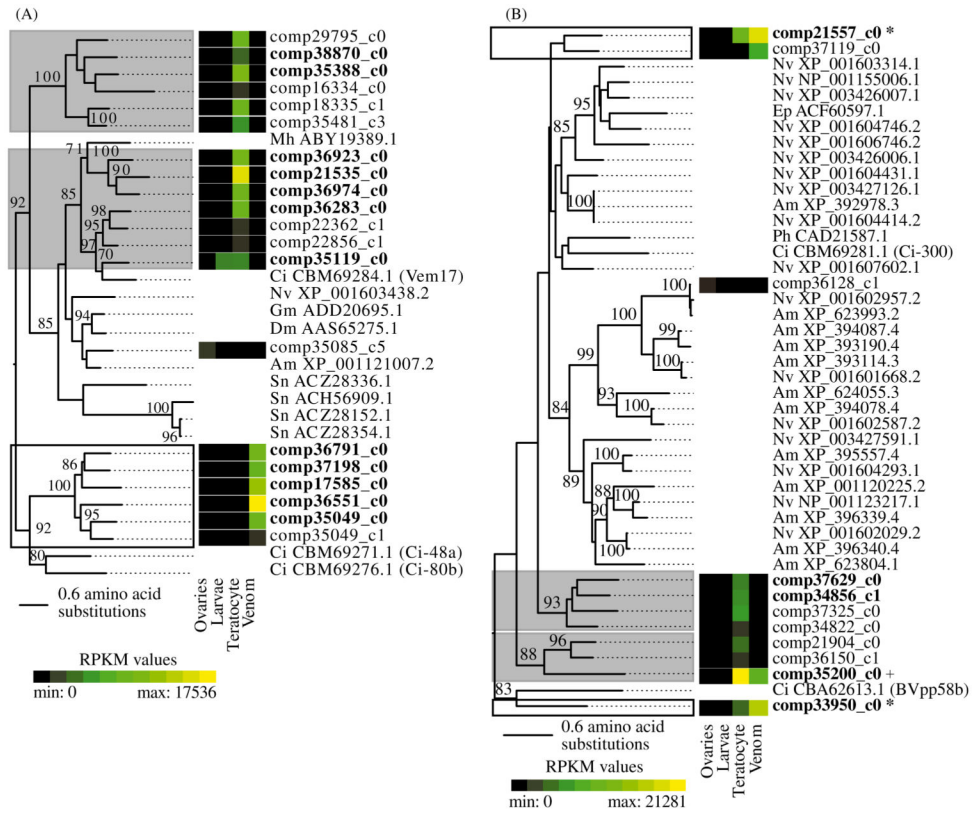 (A)
comp29795_c0
comp38870_c0
comp35388_c0
100
comp16334_c0
comp18335_c1
100
comp35481_c3
Mh ABY19389.1
71
100
comp36923_c0
90
comp21535_c0
85
comp36974_c0
92
98
comp36283_c0
95
comp22362_c1
97
comp22856_c1
70
comp35119_c0
Ci CBM69284.1 (Vem17)
Nv XP_001603438.2
94
Gm ADD20695.1
85
Dm AAS65275.1
comp35085_c5
Am XP_001121007.2
Sn ACZ28336.1
100
Sn ACH56909.1
Sn ACZ28152.1
96
Sn ACZ28354.1
comp36791_c0
86
comp37198_c0
100
comp17585_c0
comp36551_c0
95
comp35049_c0
92
comp35049_c1
Ci CBM69271.1 (Ci-48a)
80
Ci CBM69276.1 (Ci-80b)
0.6 amino acid
substitutions
Ovaries
Larvae
Teratocyte
Venom
RPKM values
min: 0
max: 17536
(B)
comp21557_c0 *
comp37119_c0
Nv XP_001603314.1
Nv NP_001155006.1
95
Nv XP_003426007.1
Ep ACF60597.1
85
Nv XP_001604746.2
Nv XP_001606746.2
Nv XP_003426006.1
Nv XP_001604431.1
Nv XP_003427126.1
100
Am XP_392978.3
Nv XP_001604414.2
Ph CAD21587.1
Ci CBM69281.1 (Ci-300)
Nv XP_001607602.1
100
comp36128_c1
Nv XP_001602957.2
100
Am XP_623993.2
99
Am XP_394087.4
Am XP_393190.4
99
100
Am XP_393114.3
Nv XP_001601668.2
93
Am XP_624055.3
84
100
Am XP_394078.4
Nv XP_001602587.2
Nv XP_003427591.1
100
Am XP_395557.4
89
Nv XP_001604293.1
88
Am XP_001120225.2
100
Nv NP_001123217.1
90
Am XP_396339.4
Nv XP_001602029.2
100
Am XP_396340.4
Am XP_623804.1
comp37629_c0
93
comp34856_c1
comp37325_c0
comp34822_c0
96
comp21904_c0
88
comp36150_c1
comp35200_c0 +
83
Ci CBA62613.1 (BVpp58b)
comp33950_c0 *
0.6 amino acid
substitutions
Ovaries
Larvae
Teratocyte
Venom
RPKM values
min: 0
max: 21281